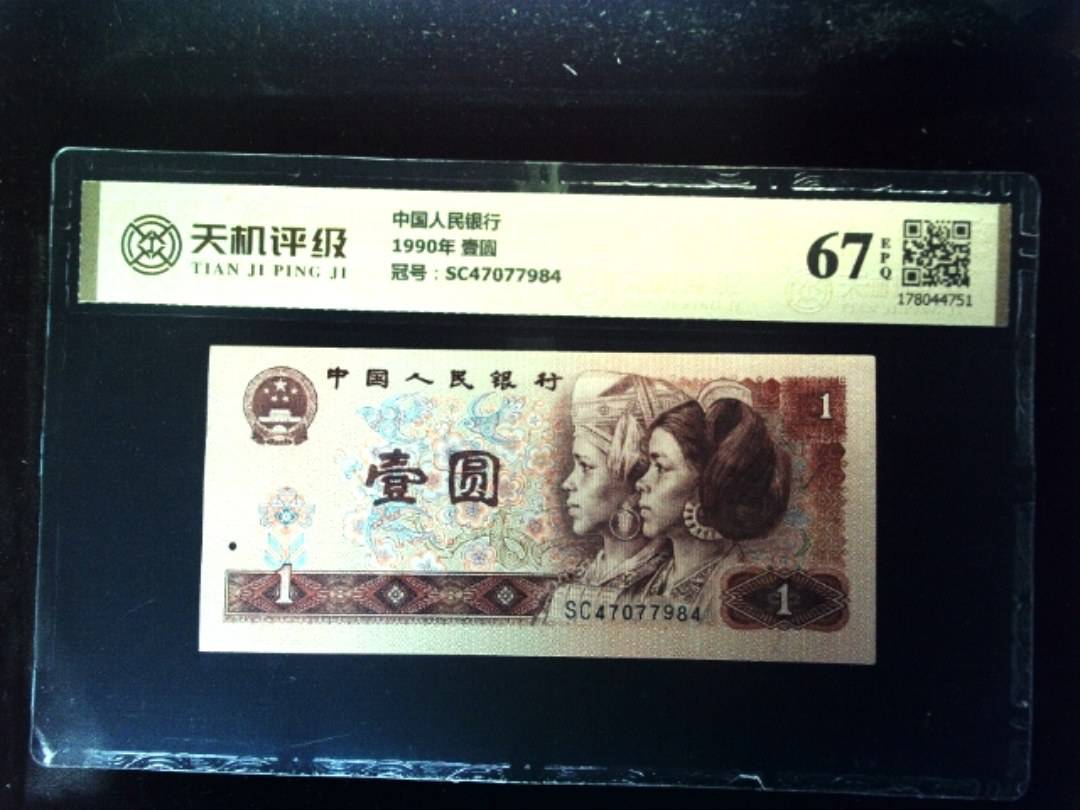 天机评级
TIAN JI PING JI
中国人民银行
1990年 壹圆
冠号：SC47077984
67
EPQ
178044751
中国人民银行
1
壹圆
1
SC47077984
1